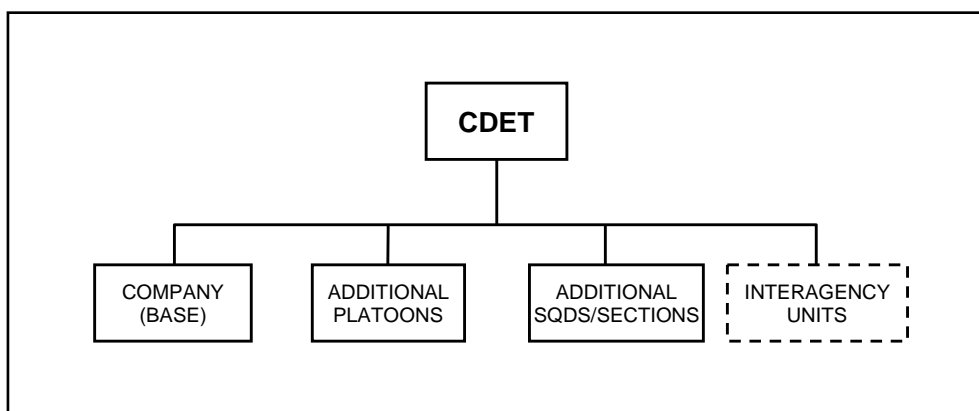 CDET
COMPANY
(BASE)
ADDITIONAL
PLATOONS
ADDITIONAL
SQDS/SECTIONS
INTERAGENCY
UNITS